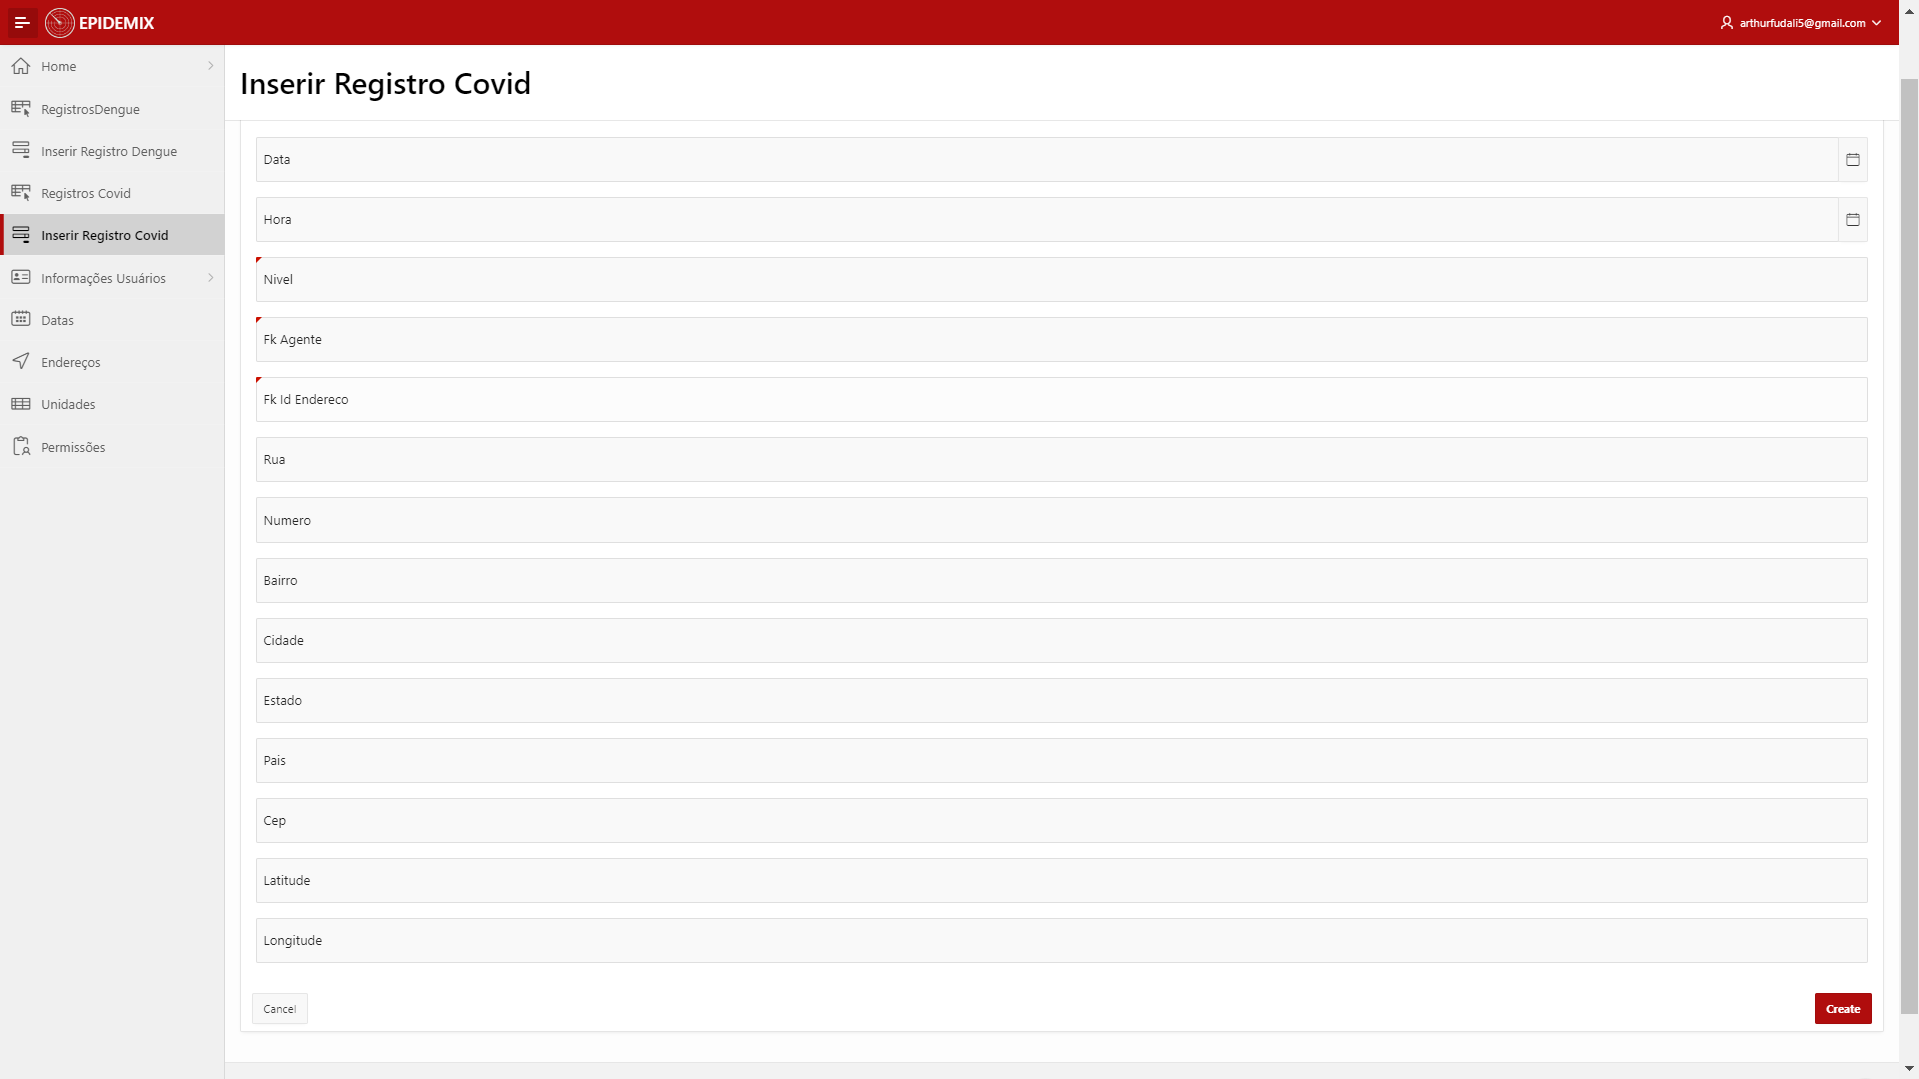 EPIDEMIX
arthurfudali5@gmail.com
Home
RegistrosDengue
Inserir Registro Dengue
Registros Covid
Inserir Registro Covid
Informações Usuários
Datas
Endereços
Unidades
Permissões
Inserir Registro Covid
Data
Hora
Nivel
Fk Agente
Fk Id Endereco
Rua
Numero
Bairro
Cidade
Estado
Pais
Cep
Latitude
Longitude
Cancel
Create